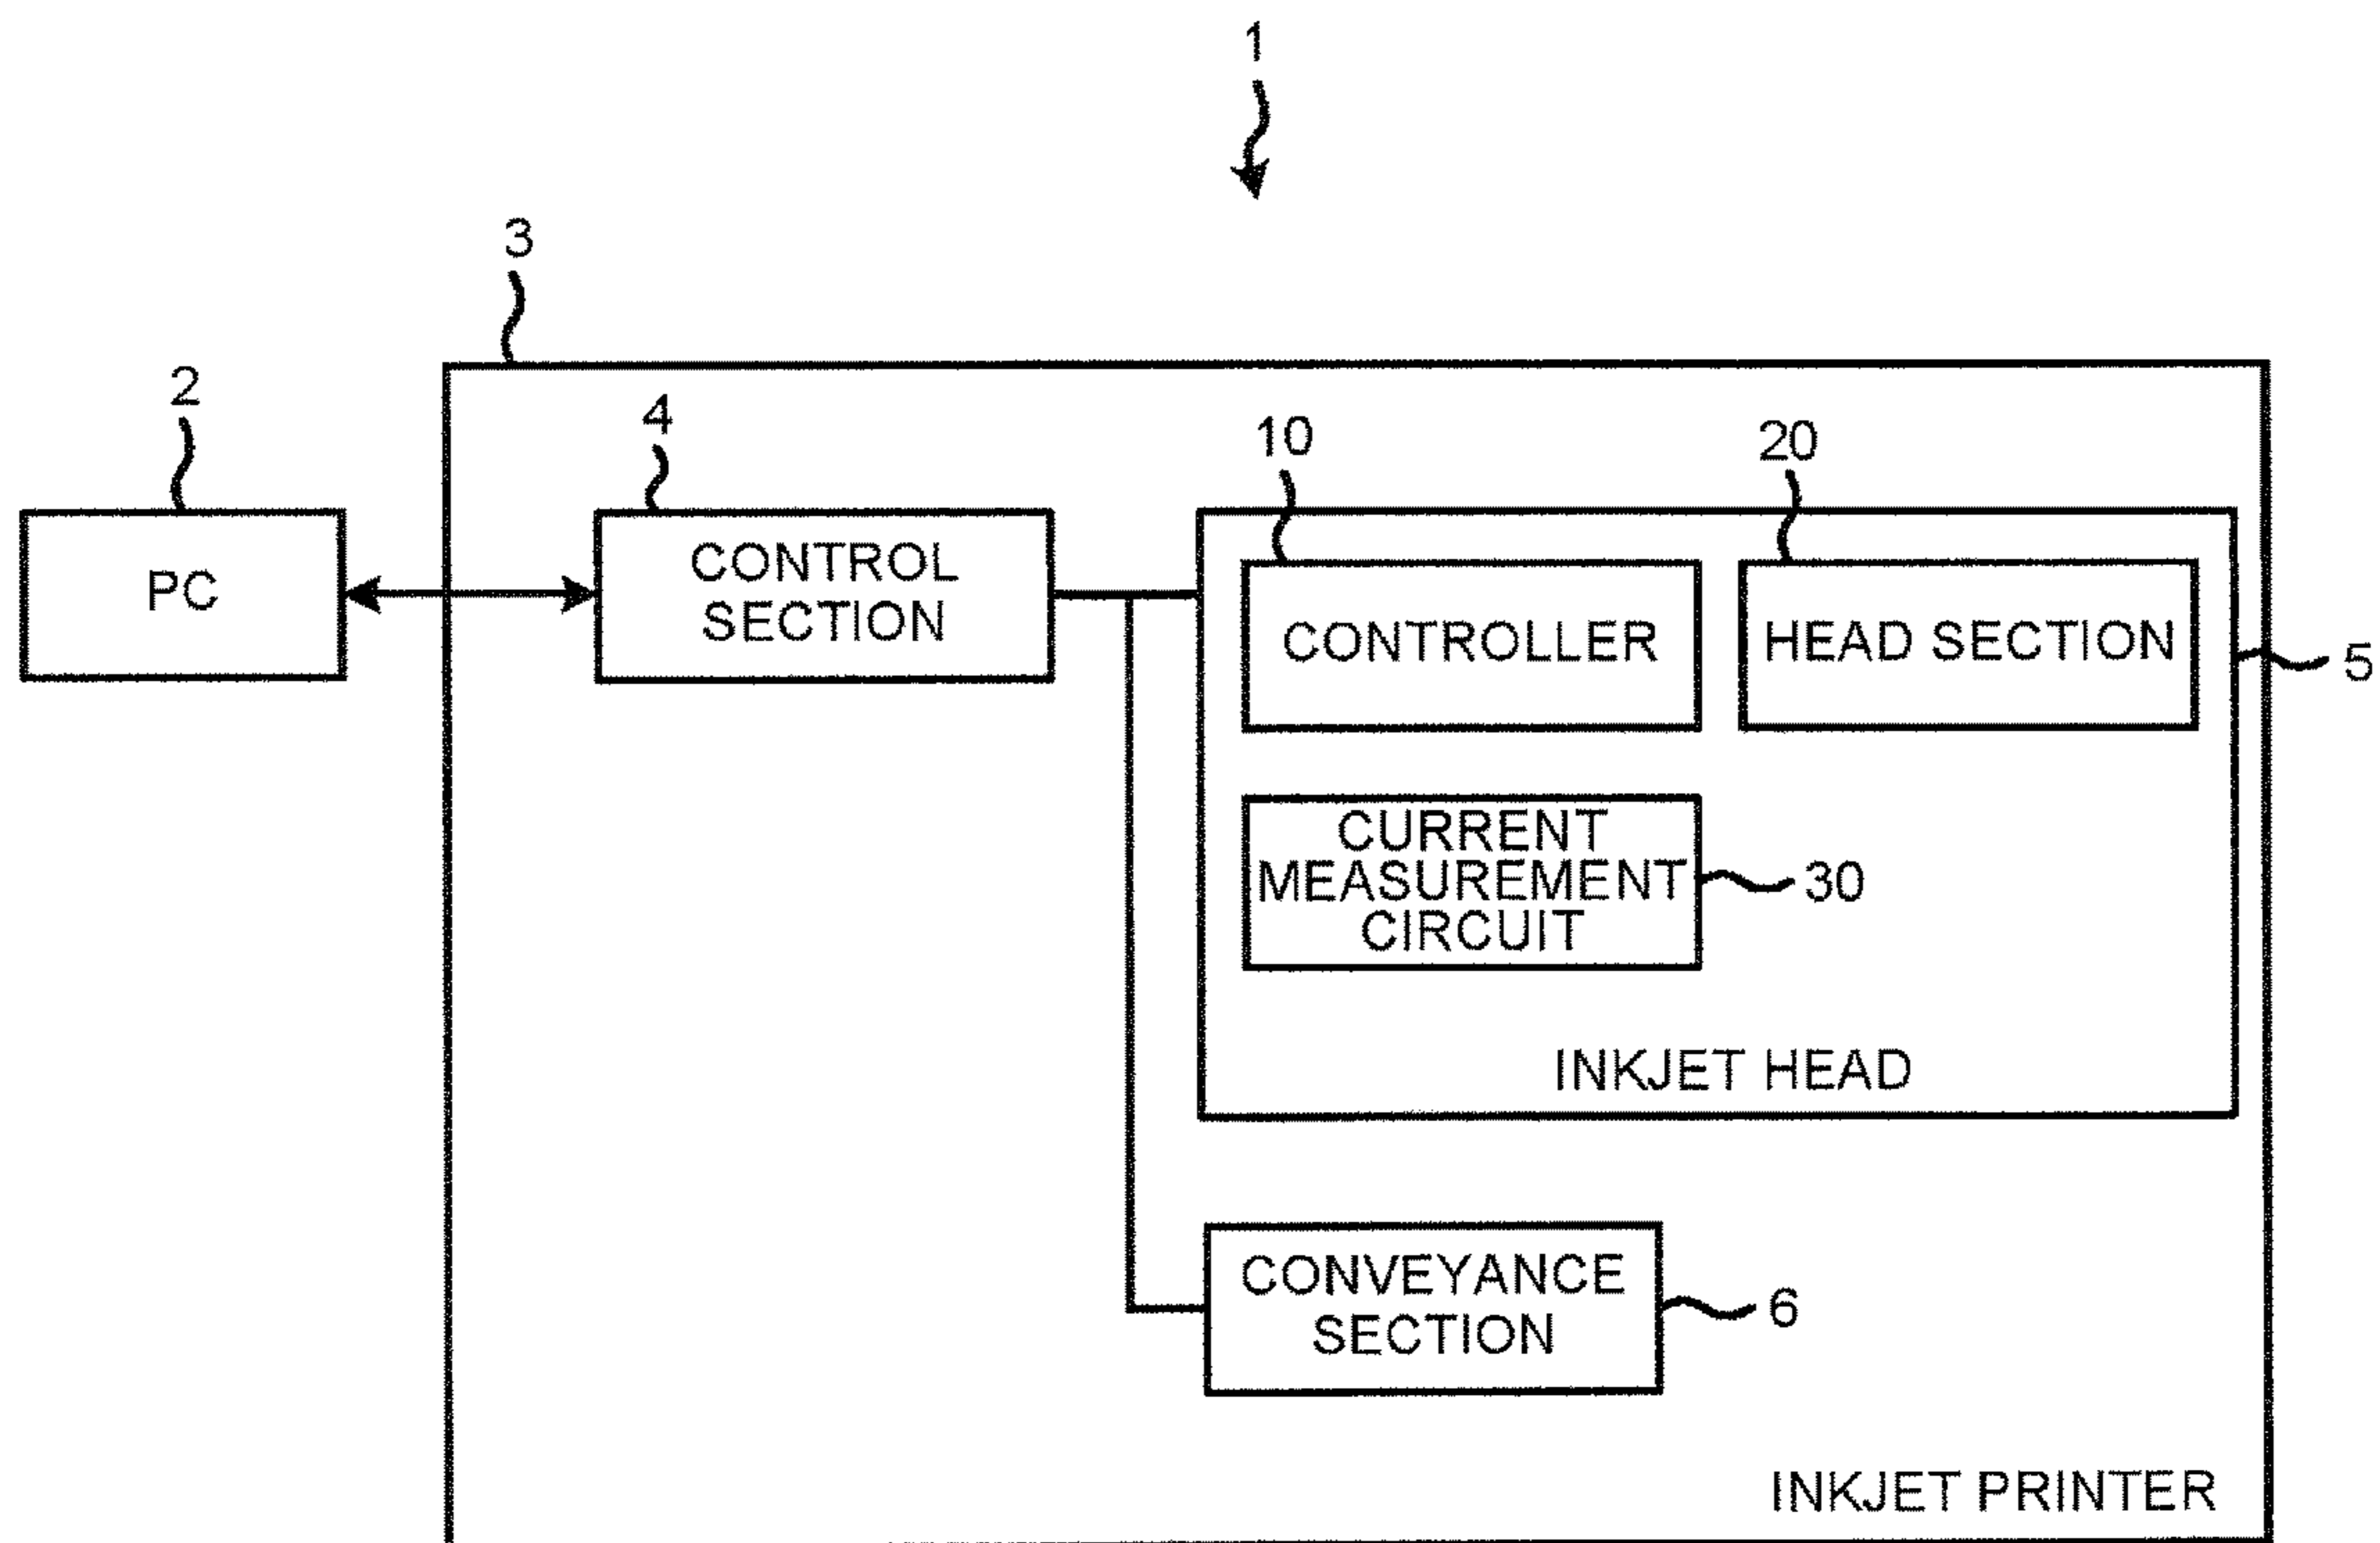 1
3
2
4
10
20
PC
CONTROL
SECTION
CONTROLLER
HEAD SECTION
5
CURRENT
MEASUREMENT
CIRCUIT
30
INKJET HEAD
CONVEYANCE
SECTION
6
INKJET PRINTER